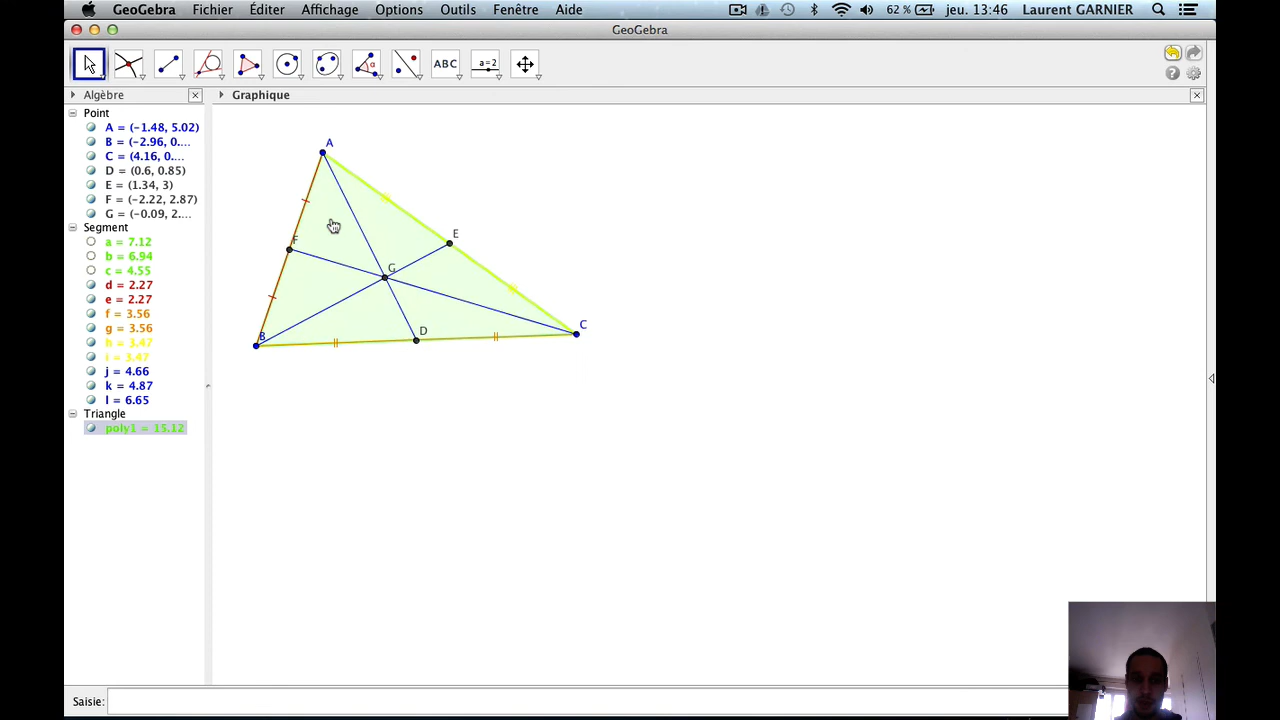 GeoGebra Fichier Éditer Affichage Options Outils Fenêtre Aide 62 % jeu. 13:46 Laurent GARNIER
GeoGebra
ABC a=2
Algèbre Graphique
Point
A = (-1.48, 5.02)
B = (-2.96, 0....
C = (4.16, 0....
D = (0.6, 0.85)
E = (1.34, 3)
F = (-2.22, 2.87)
G = (-0.09, 2....
Segment
a = 7.12
b = 6.94
c = 4.55
d = 2.27
e = 2.27
f = 3.56
g = 3.56
h = 3.47
i = 3.47
j = 4.66
k = 4.87
l = 6.65
Triangle
poly1 = 15.12
A
E
F
G
C
D
B
Saisie: